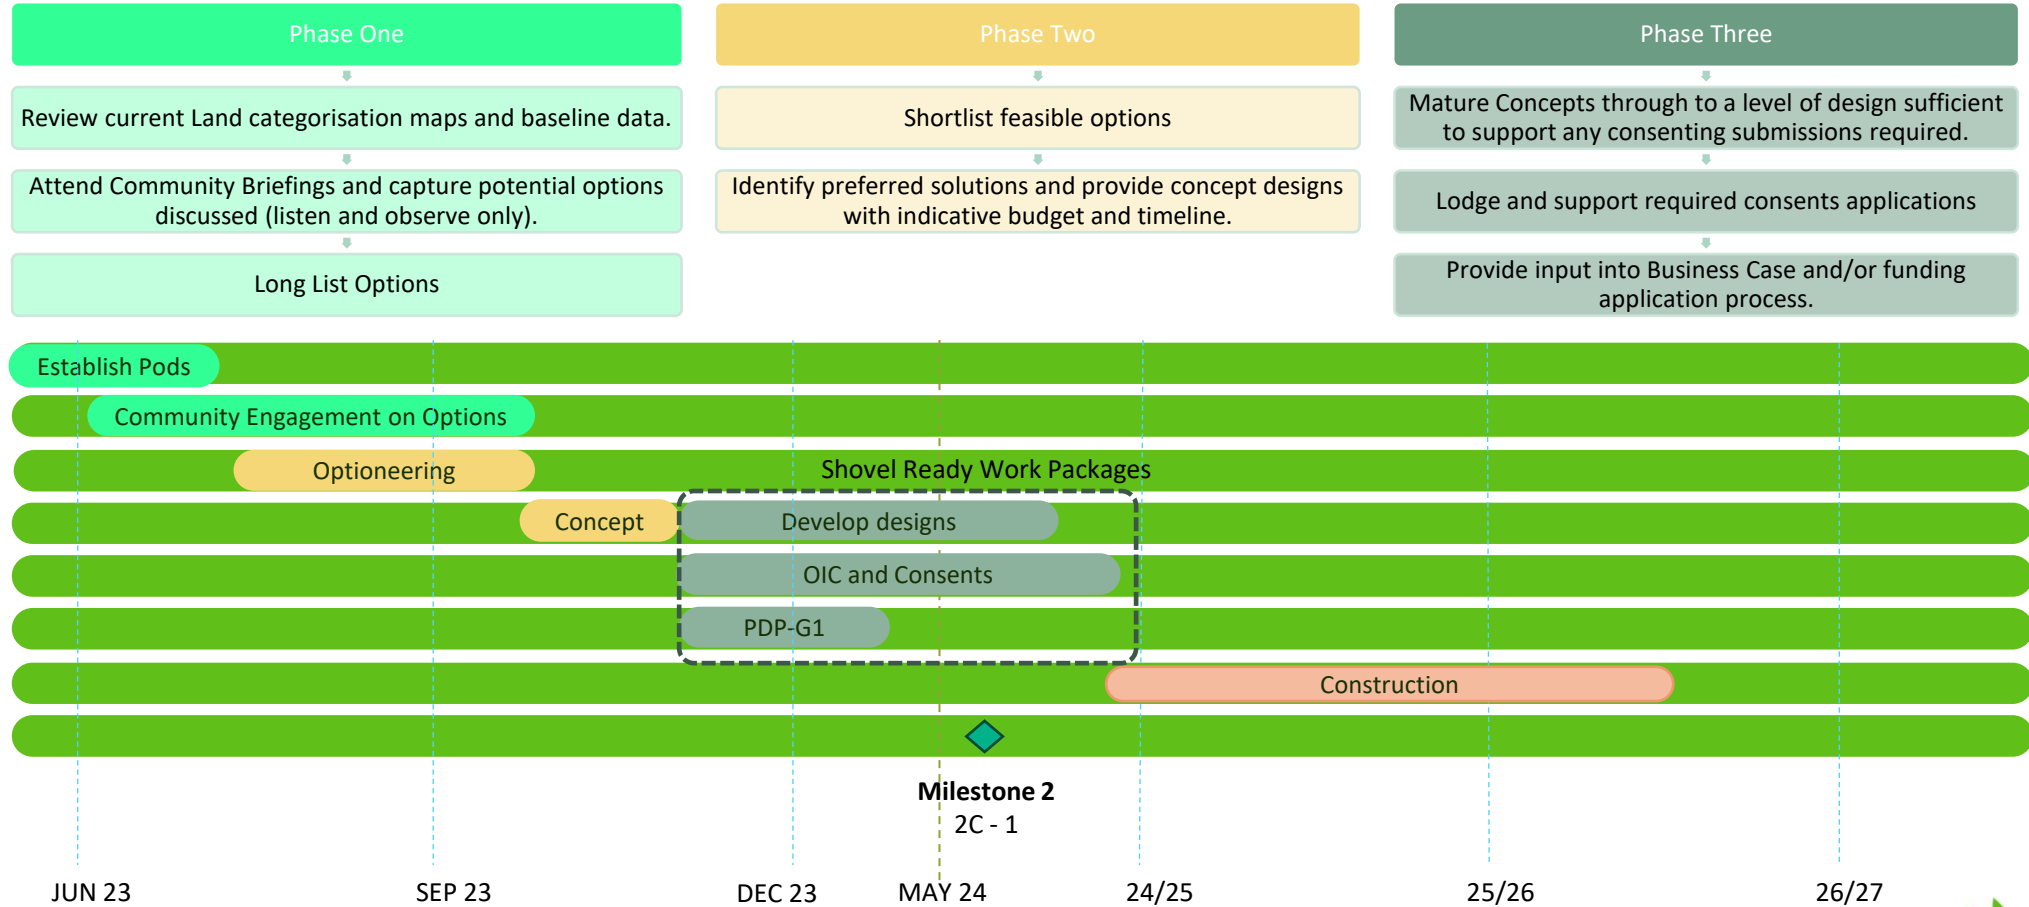 Phase One
Review current Land categorisation maps and baseline data.
Attend Community Briefings and capture potential options
discussed (listen and observe only).
Long List Options
Phase Two
Shortlist feasible options
Identify preferred solutions and provide concept designs
with indicative budget and timeline.
Phase Three
Mature Concepts through to a level of design sufficient
to support any consenting submissions required.
Lodge and support required consents applications
Provide input into Business Case and/or funding
application process.
Establish Pods
Community Engagement on Options
Optioneering
Shovel Ready Work Packages
Concept
Develop designs
OIC and Consents
PDP-G1
Construction
Milestone 2
2C - 1
JUN 23
SEP 23
DEC 23
MAY 24
24/25
25/26
26/27